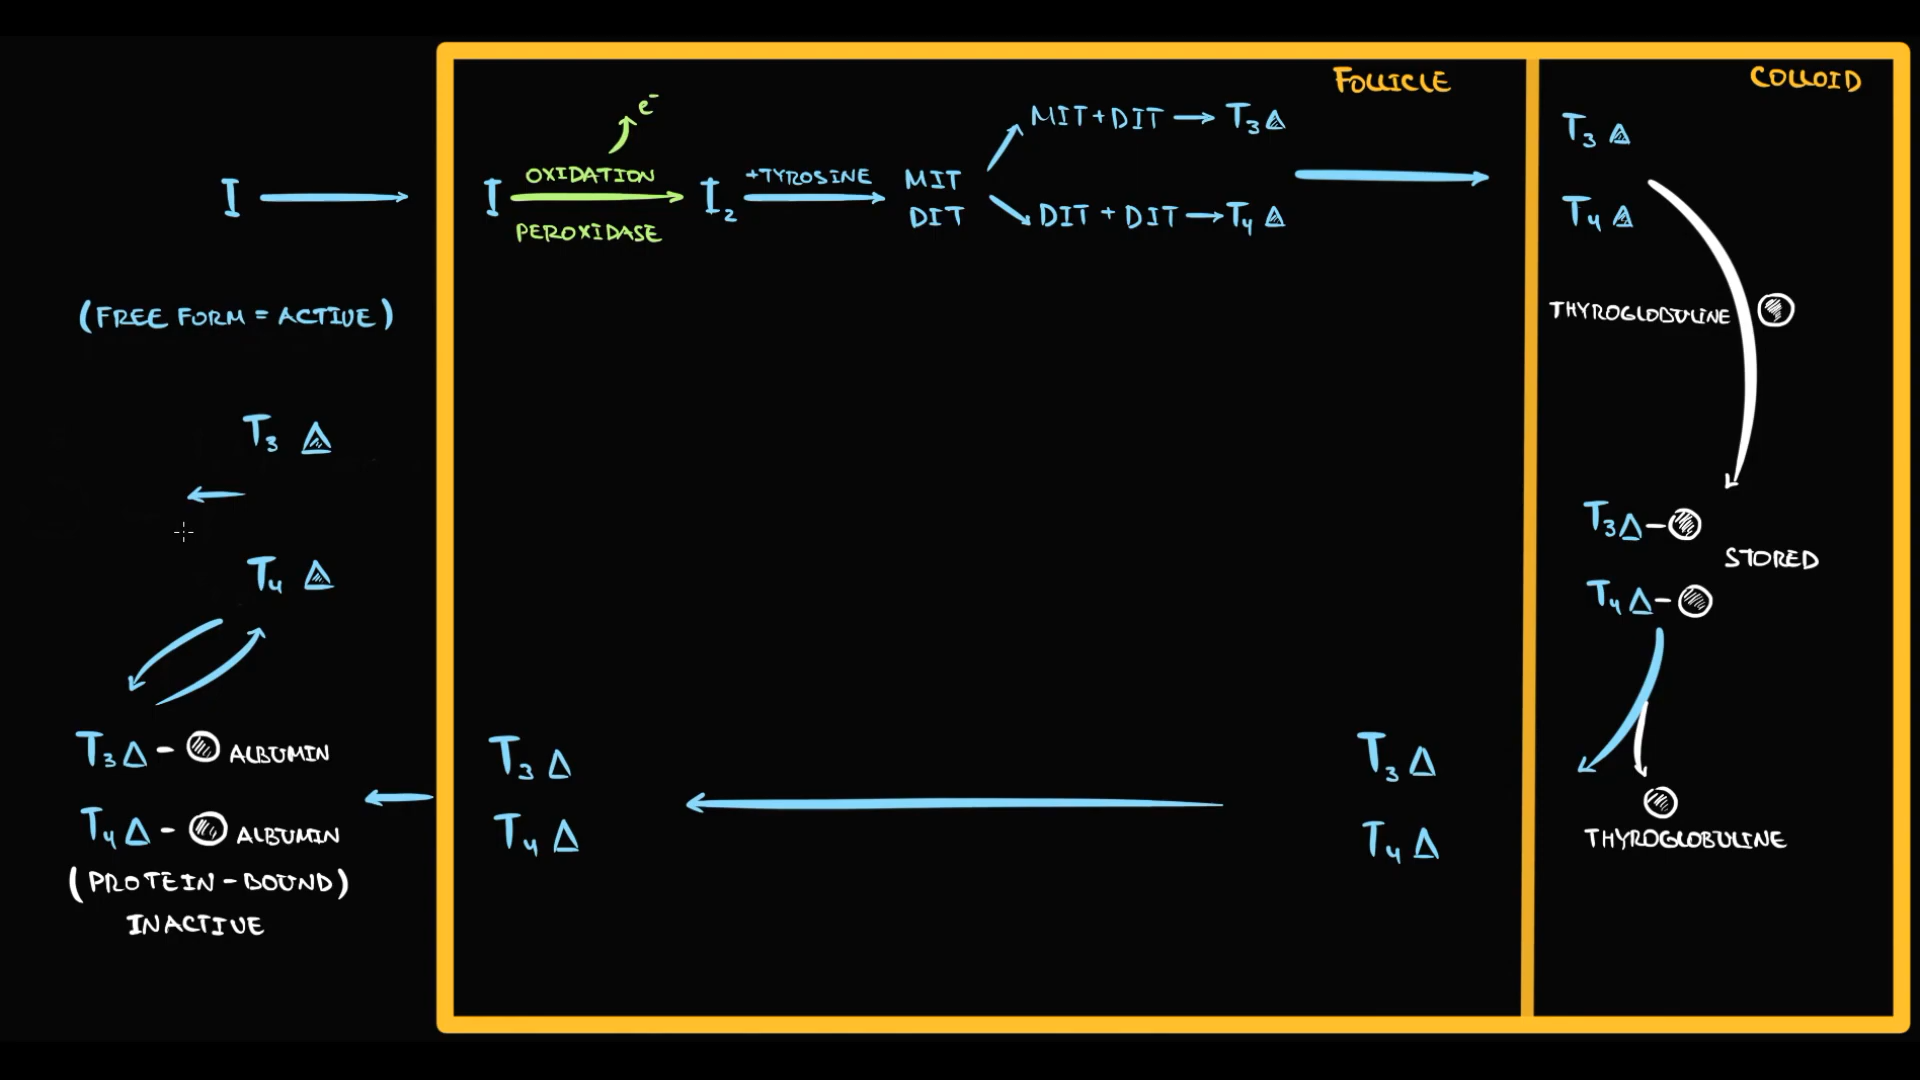 FOLLICLE
COLLOID
I
I
OXIDATION
e⁻
PEROXIDASE
I₂
+TYROSINE
MIT
DIT
MIT+DIT → T₃
DIT + DIT → T₄
T₃
T₄
THYROGLOBULINE
(FREE FORM = ACTIVE)
T₃
T₄
T₃ -
T₄ -
STORED
THYROGLOBULINE
T₃
T₄
T₃
T₄
T₃ - ALBUMIN
T₄ - ALBUMIN
(PROTEIN-BOUND)
INACTIVE